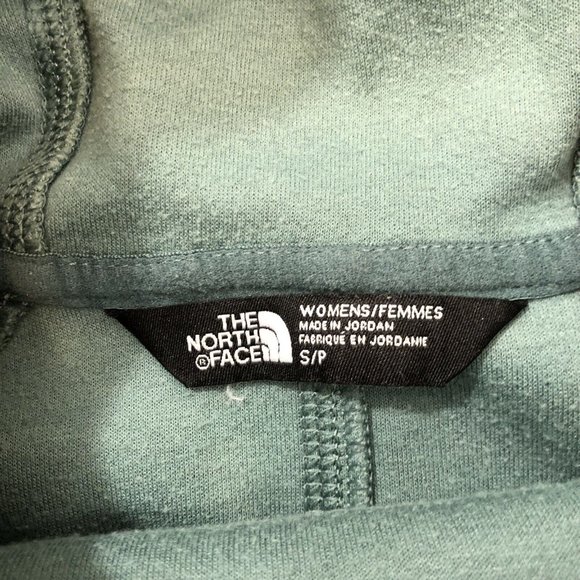 THE
NORTH
®FACE
WOMENS/FEMMES
MADE IN JORDAN
FABRIQUÉ EN JORDANIE
S/P